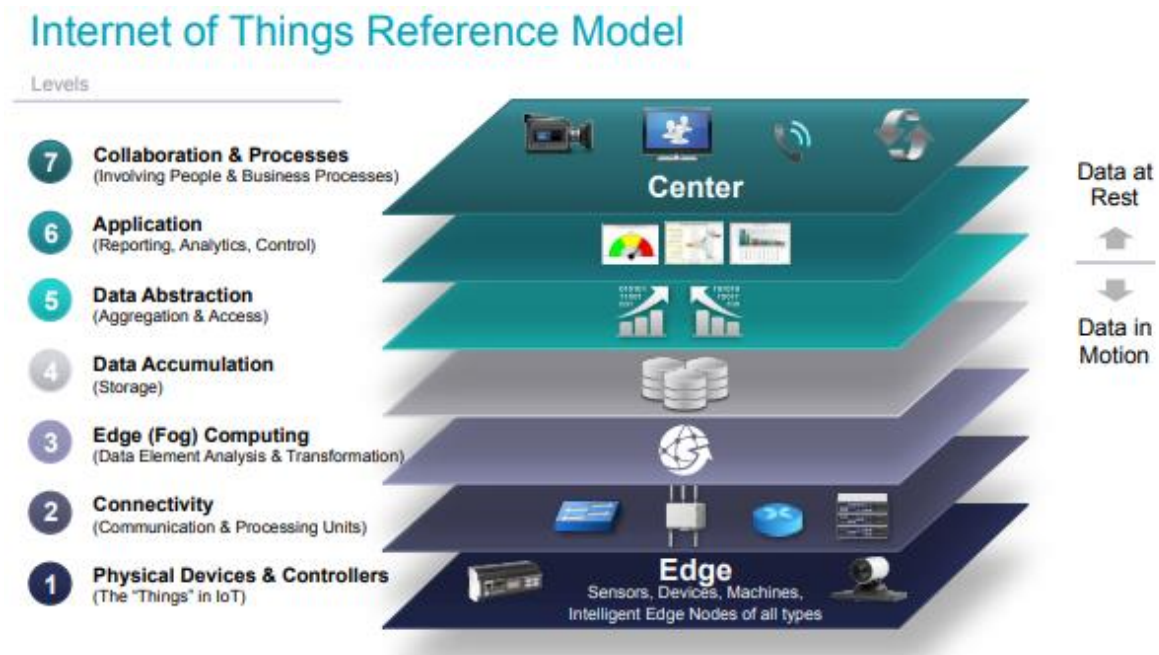 Internet of Things Reference Model
Levels
7
Collaboration & Processes
(Involving People & Business Processes)
6
Application
(Reporting, Analytics, Control)
5
Data Abstraction
(Aggregation & Access)
4
Data Accumulation
(Storage)
3
Edge (Fog) Computing
(Data Element Analysis & Transformation)
2
Connectivity
(Communication & Processing Units)
1
Physical Devices & Controllers
(The “Things” in IoT)
Center
Edge
Sensors, Devices, Machines,
Intelligent Edge Nodes of all types
Data at
Rest
Data in
Motion